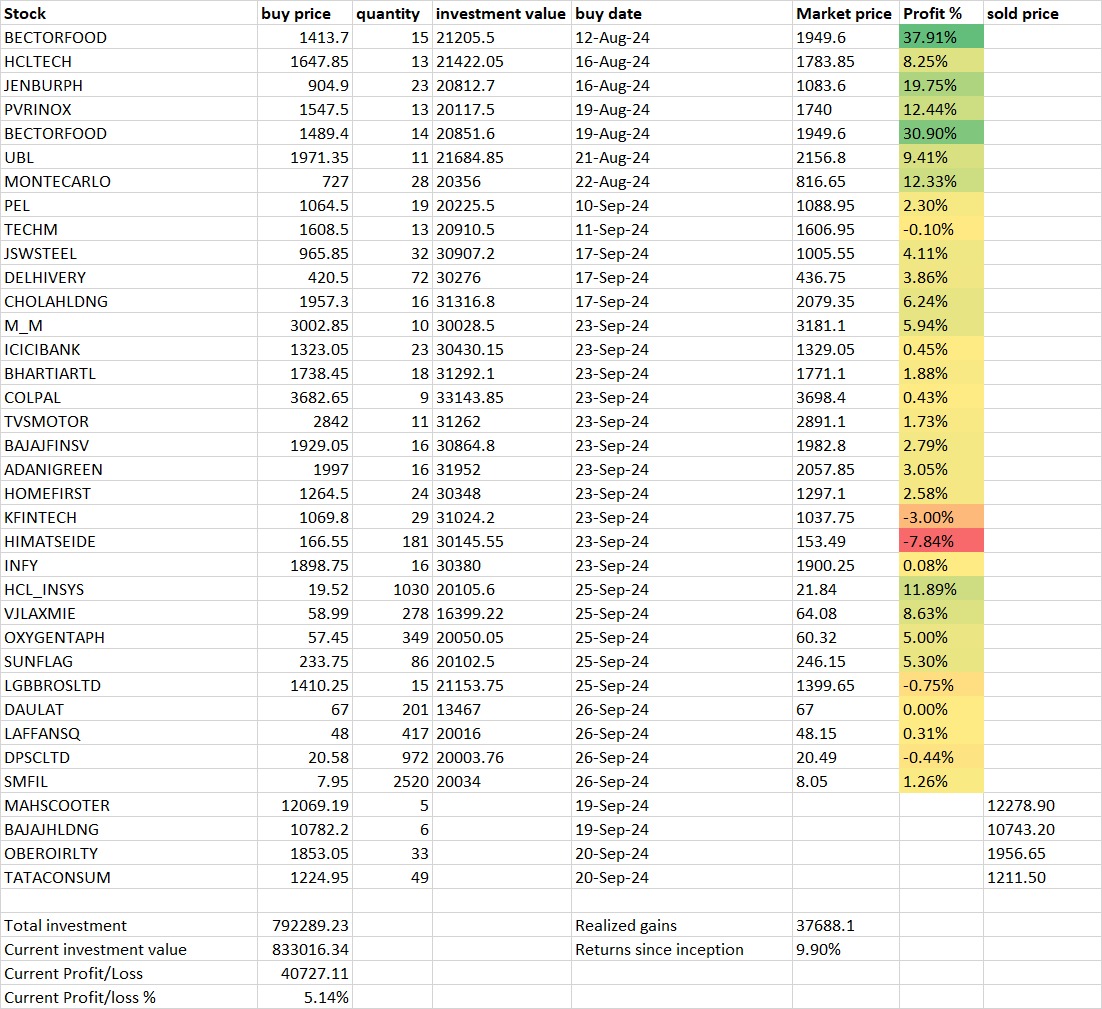 Stock buy price quantity investment value buy date Market price Profit % sold price
BECTORFOOD 1413.7 15 21205.5 12-Aug-24 1949.6 37.91%
HCLTECH 1647.85 13 21422.05 16-Aug-24 1783.85 8.25%
JENBURPH 904.9 23 20812.7 16-Aug-24 1083.6 19.75%
PVRINOX 1547.5 13 20117.5 19-Aug-24 1740 12.44%
BECTORFOOD 1489.4 14 20851.6 19-Aug-24 1949.6 30.90%
UBL 1971.35 11 21684.85 21-Aug-24 2156.8 9.41%
MONTECARLO 727 28 20356 22-Aug-24 816.65 12.33%
PEL 1064.5 19 20225.5 10-Sep-24 1088.95 2.30%
TECHM 1608.5 13 20910.5 11-Sep-24 1606.95 -0.10%
JSWSTEEL 965.85 32 30907.2 17-Sep-24 1005.55 4.11%
DELHIVERY 420.5 72 30276 17-Sep-24 436.75 3.86%
CHOLAHLDNG 1957.3 16 31316.8 17-Sep-24 2079.35 6.24%
M_M 3002.85 10 30028.5 23-Sep-24 3181.1 5.94%
ICICIBANK 1323.05 23 30430.15 23-Sep-24 1329.05 0.45%
BHARTIARTL 1738.45 18 31292.1 23-Sep-24 1771.1 1.88%
COLPAL 3682.65 9 33143.85 23-Sep-24 3698.4 0.43%
TVSMOTOR 2842 11 31262 23-Sep-24 2891.1 1.73%
BAJAJFINSV 1929.05 16 30864.8 23-Sep-24 1982.8 2.79%
ADANIGREEN 1997 16 31952 23-Sep-24 2057.85 3.05%
HOMEFIRST 1264.5 24 30348 23-Sep-24 1297.1 2.58%
KFINTECH 1069.8 29 31024.2 23-Sep-24 1037.75 -3.00%
HIMATSEIDE 166.55 181 30145.55 23-Sep-24 153.49 -7.84%
INFY 1898.75 16 30380 23-Sep-24 1900.25 0.08%
HCL_INSYS 19.52 1030 20105.6 25-Sep-24 21.84 11.89%
VJLAXMIE 58.99 278 16399.22 25-Sep-24 64.08 8.63%
OXYGENTAPH 57.45 349 20050.05 25-Sep-24 60.32 5.00%
SUNFLAG 233.75 86 20102.5 25-Sep-24 246.15 5.30%
LGBBROSLTD 1410.25 15 21153.75 25-Sep-24 1399.65 -0.75%
DAULAT 67 201 13467 26-Sep-24 67 0.00%
LAFFANSQ 48 417 20016 26-Sep-24 48.15 0.31%
DPSCLTD 20.58 972 20003.76 26-Sep-24 20.49 -0.44%
SMFIL 7.95 2520 20034 26-Sep-24 8.05 1.26%
MAHSCOOTER 12069.19 5 19-Sep-24 12278.90
BAJAJHLDNG 10782.2 6 19-Sep-24 10743.20
OBEROIRLTY 1853.05 33 20-Sep-24 1956.65
TATACONSUM 1224.95 49 20-Sep-24 1211.50
Total investment 792289.23 Realized gains 37688.1
Current investment value 833016.34 Returns since inception 9.90%
Current Profit/Loss 40727.11
Current Profit/loss % 5.14%